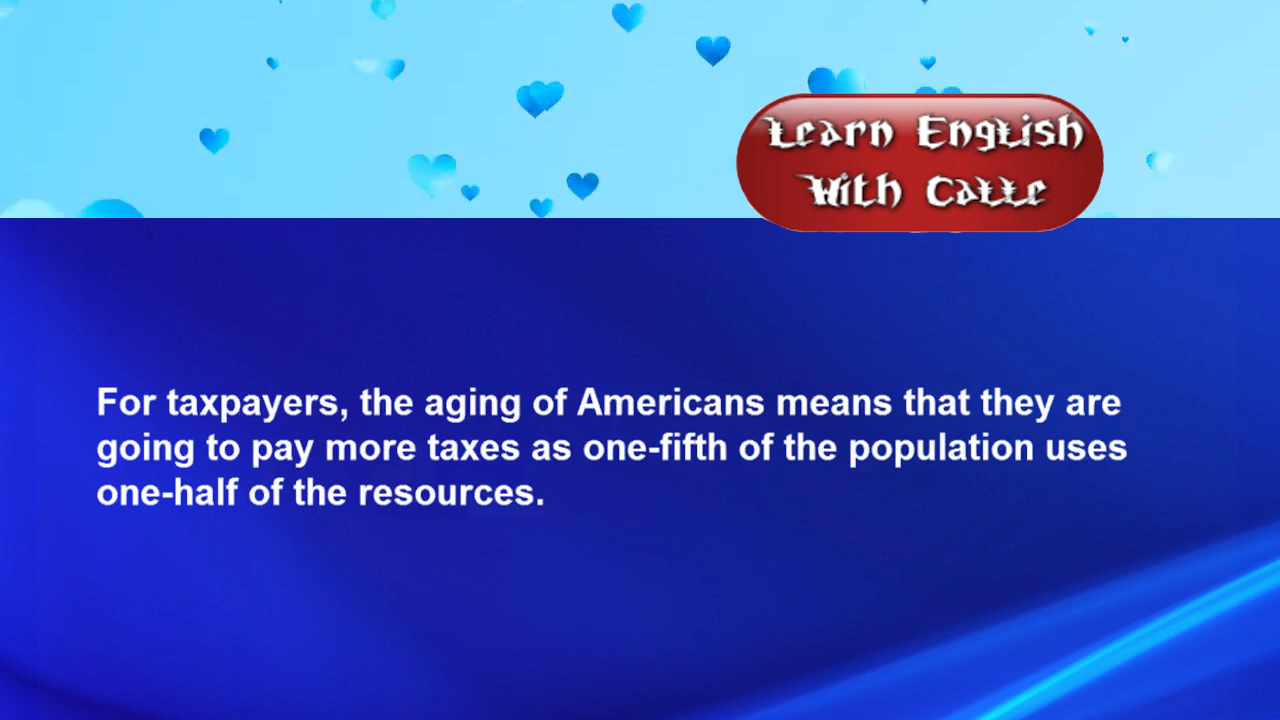 Learn English
With Calle
For taxpayers, the aging of Americans means that they are
going to pay more taxes as one-fifth of the population uses
one-half of the resources.